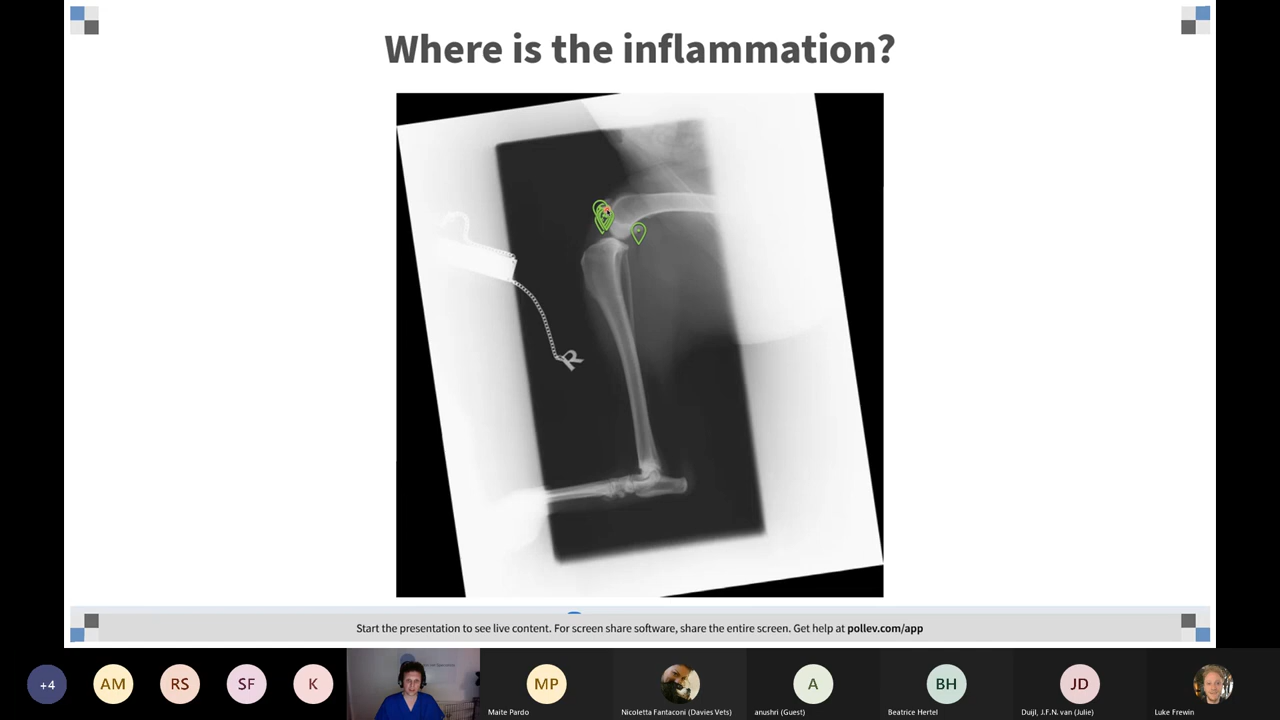 Where is the inflammation?
R
Start the presentation to see live content. For screen share software, share the entire screen. Get help at pollev.com/app
+4
AM
RS
SF
K
MP
A
BH
JD
Maite Pardo
Nicoletta Fantaconi (Davies Vets)
anushri (Guest)
Beatrice Hertel
Duijl, J.F.N. van (Julie)
Luke Frewin